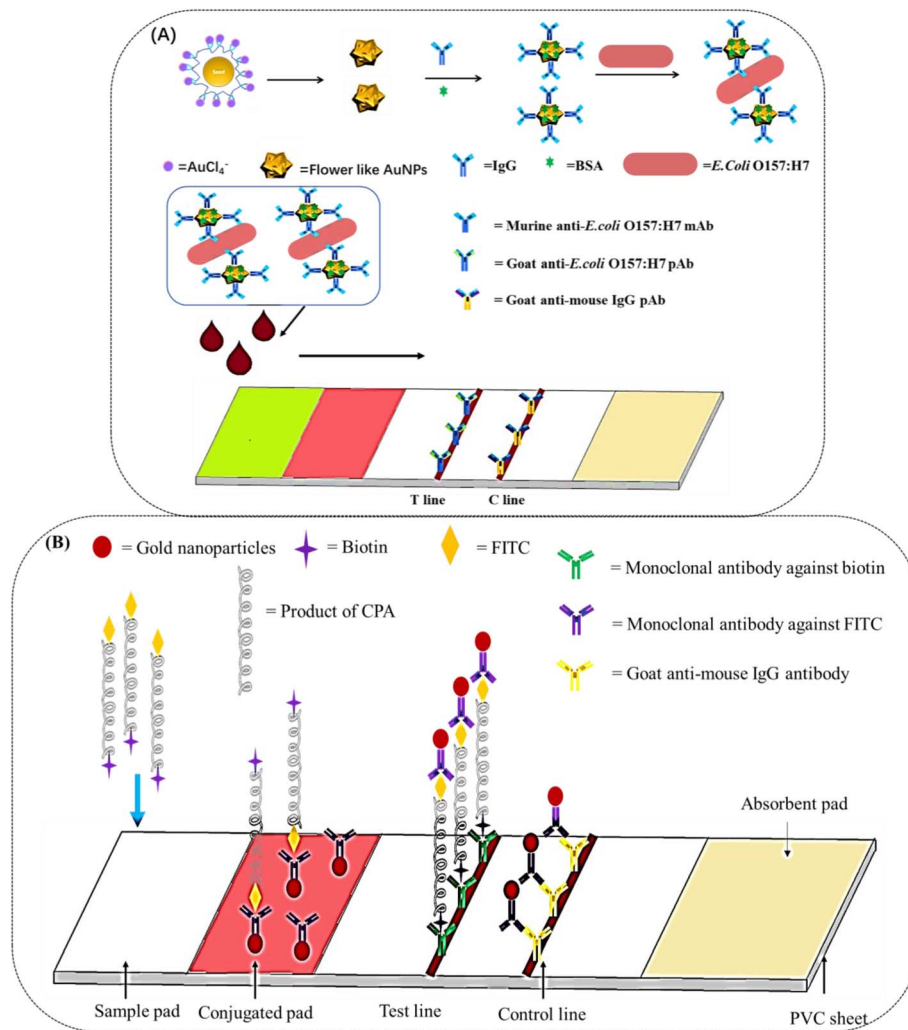 (A)
Seed
=AuCl₄⁻
=Flower like AuNPs
=IgG
=BSA
=E.Coli O157:H7
= Murine anti-E.coli O157:H7 mAb
= Goat anti-E.coli O157:H7 pAb
= Goat anti-mouse IgG pAb
T line
C line
(B)
= Gold nanoparticles
= Biotin
= FITC
= Product of CPA
= Monoclonal antibody against biotin
= Monoclonal antibody against FITC
= Goat anti-mouse IgG antibody
Absorbent pad
Sample pad
Conjugated pad
Test line
Control line
PVC sheet